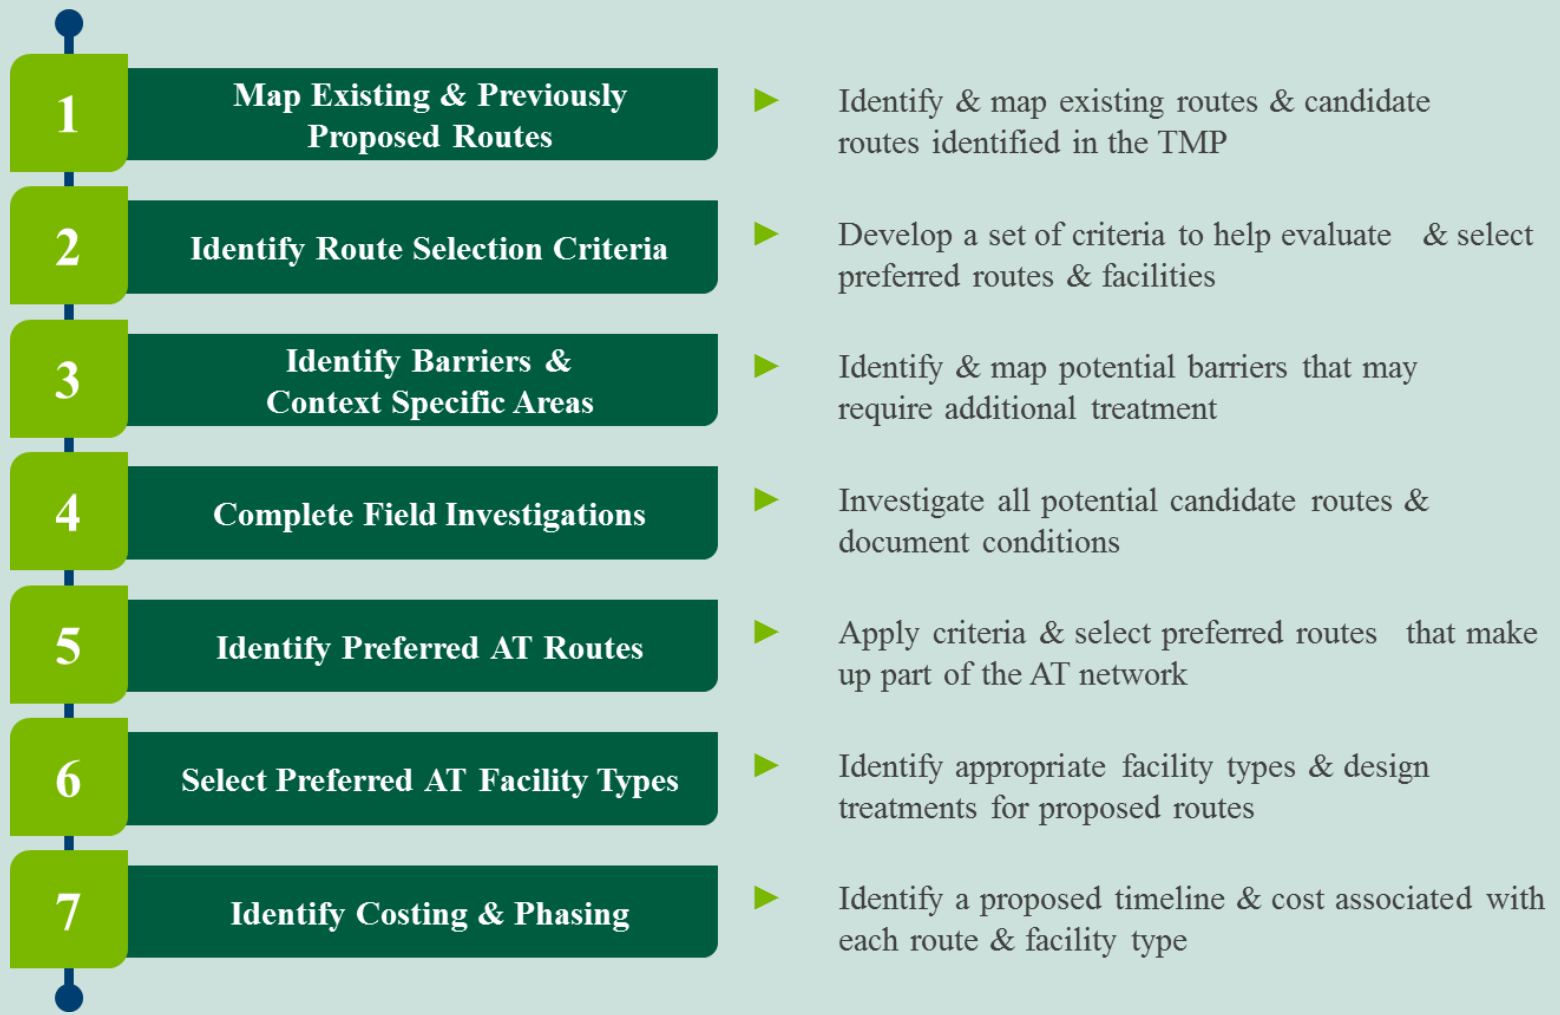 1
Map Existing & Previously
Proposed Routes
Identify & map existing routes & candidate
routes identified in the TMP
2
Identify Route Selection Criteria
Develop a set of criteria to help evaluate & select
preferred routes & facilities
3
Identify Barriers &
Context Specific Areas
Identify & map potential barriers that may
require additional treatment
4
Complete Field Investigations
Investigate all potential candidate routes &
document conditions
5
Identify Preferred AT Routes
Apply criteria & select preferred routes that make
up part of the AT network
6
Select Preferred AT Facility Types
Identify appropriate facility types & design
treatments for proposed routes
7
Identify Costing & Phasing
Identify a proposed timeline & cost associated with
each route & facility type